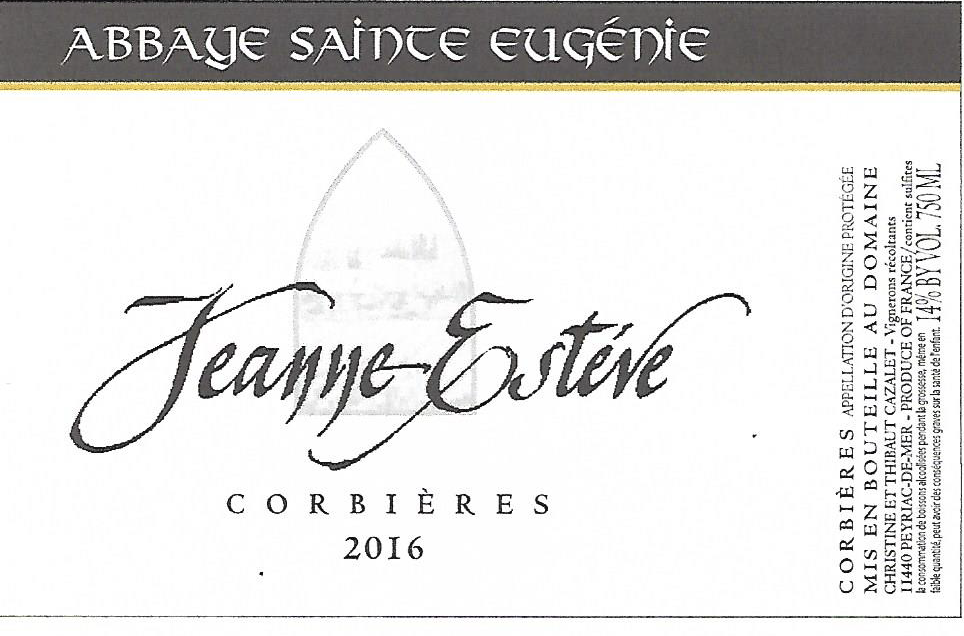 ABBAYE SAINTE EUGÉNIE
Jeanne Estéve
CORBIÈRES
2016
CORBIÈRES APPELLATION D'ORIGINE PROTÉGÉE
MIS EN BOUTEILLE AU DOMAINE
CHRISTINE ET THIBAUT CAZALET - Vignerons récoltants
11440 PEYRIAC-DE-MER - PRODUCE OF FRANCE/contient sulfites
la consommation de boissons alcoolisées pendant la grossesse, même en
faible quantité, peut avoir des conséquences graves sur la santé de l'enfant. 14% BY VOL. 750 ML